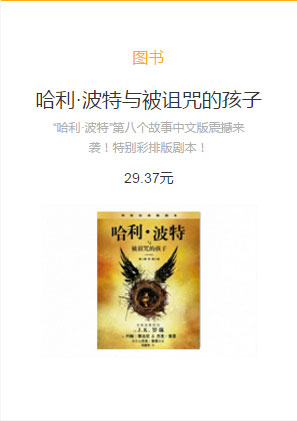 图书
哈利·波特与被诅咒的孩子
“哈利·波特”第八个故事中文版震撼来
袭！特别彩排版剧本！
29.37元
哈利·波特
与
被诅咒的孩子
J.K. 罗琳